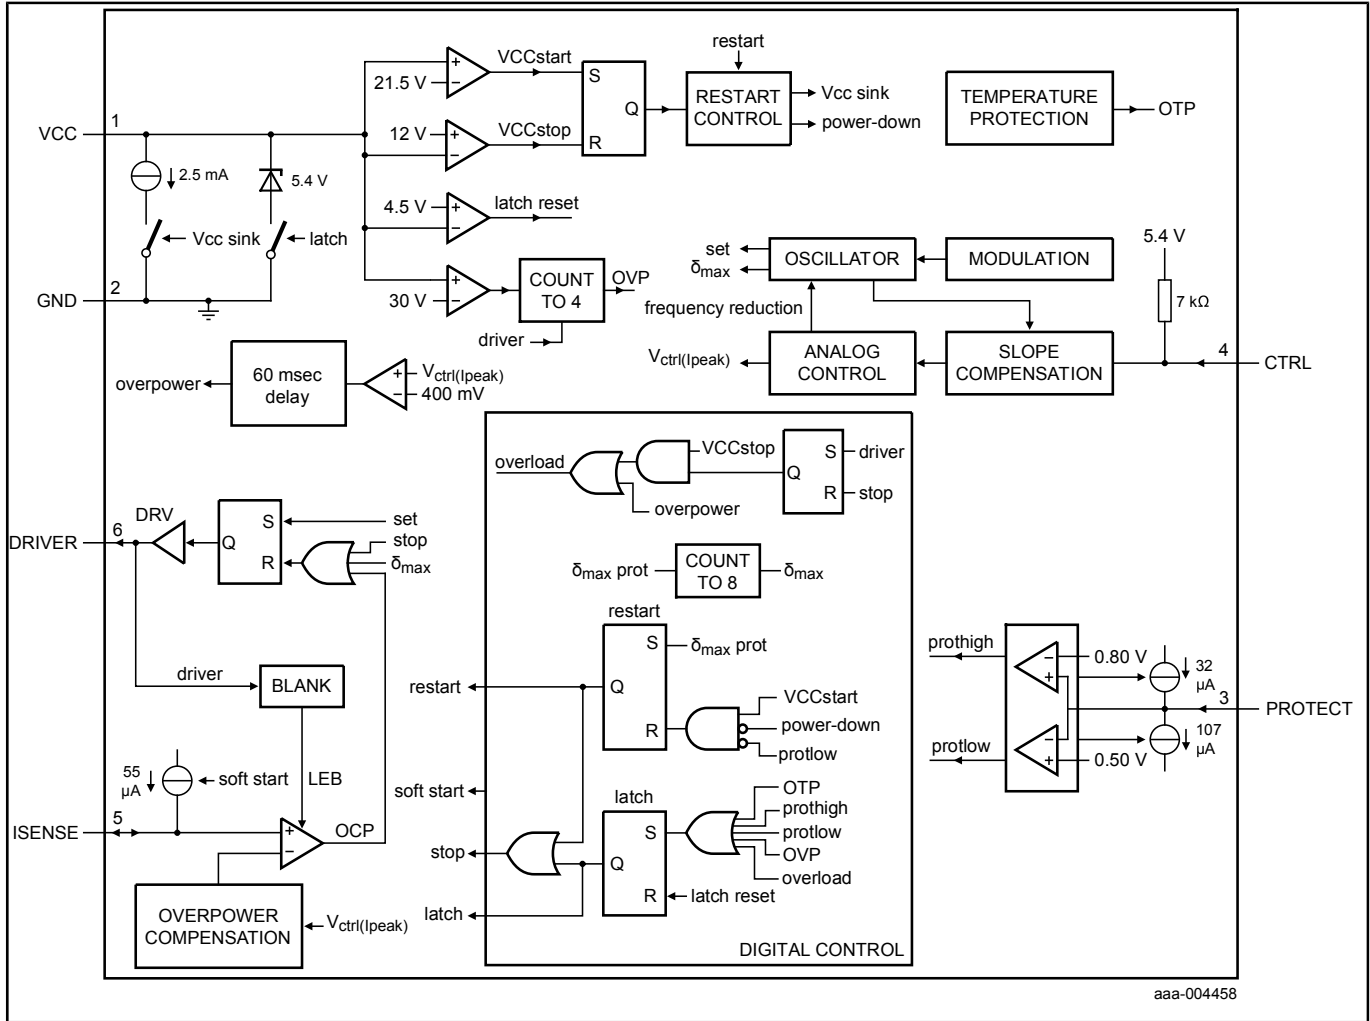 restart
VCCstart
21.5 V
S
Q
R
RESTART
CONTROL
Vcc sink
power-down
TEMPERATURE
PROTECTION
OTP
VCC
1
12 V
VCCstop
2.5 mA
5.4 V
4.5 V
latch reset
Vcc sink
latch
GND
2
30 V
COUNT
TO 4
OVP
driver
set
δmax
OSCILLATOR
MODULATION
5.4 V
7 kΩ
frequency reduction
Vctrl(Ipeak)
ANALOG
CONTROL
SLOPE
COMPENSATION
4
CTRL
overpower
60 msec
delay
Vctrl(Ipeak)
400 mV
overload
VCCstop
S
Q
R
driver
stop
overpower
DRIVER
6
DRV
Q
S
R
set
stop
δmax
δmax prot
COUNT
TO 8
δmax
restart
S
Q
R
δmax prot
restart
VCCstart
power-down
protlow
driver
BLANK
prothigh
0.80 V
32
µA
3
PROTECT
protlow
0.50 V
107
µA
55
µA
soft start
LEB
ISENSE
5
OCP
soft start
latch
S
Q
R
OTP
prothigh
protlow
OVP
overload
stop
latch reset
latch
OVERPOWER
COMPENSATION
Vctrl(Ipeak)
DIGITAL CONTROL
aaa-004458